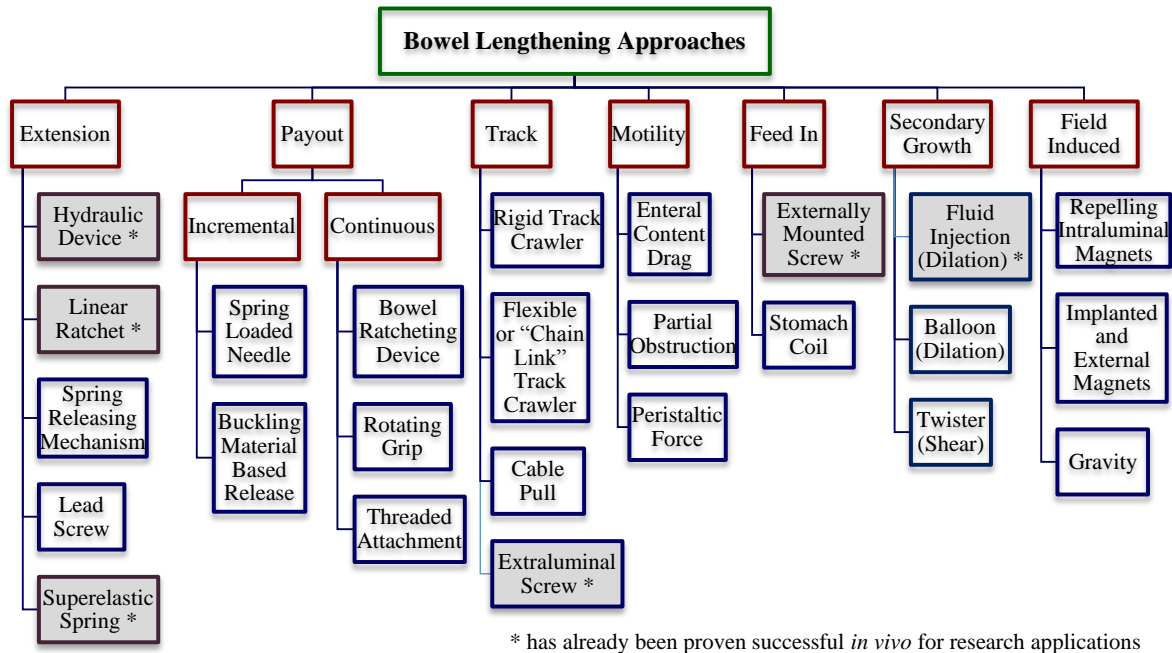 Bowel Lengthening Approaches
Extension
Payout
Track
Motility
Feed In
Secondary
Growth
Field
Induced
Hydraulic
Device *
Linear
Ratchet *
Spring
Releasing
Mechanism
Lead
Screw
Superelastic
Spring *
Incremental
Spring
Loaded
Needle
Buckling
Material
Based
Release
Continuous
Bowel
Ratcheting
Device
Rotating
Grip
Threaded
Attachment
Rigid Track
Crawler
Flexible
or “Chain
Link”
Track
Crawler
Cable
Pull
Extraluminal
Screw *
Enteral
Content
Drag
Partial
Obstruction
Peristaltic
Force
Externally
Mounted
Screw *
Stomach
Coil
Fluid
Injection
(Dilation) *
Balloon
(Dilation)
Twister
(Shear)
Repelling
Intraluminal
Magnets
Implanted
and
External
Magnets
Gravity
* has already been proven successful in vivo for research applications